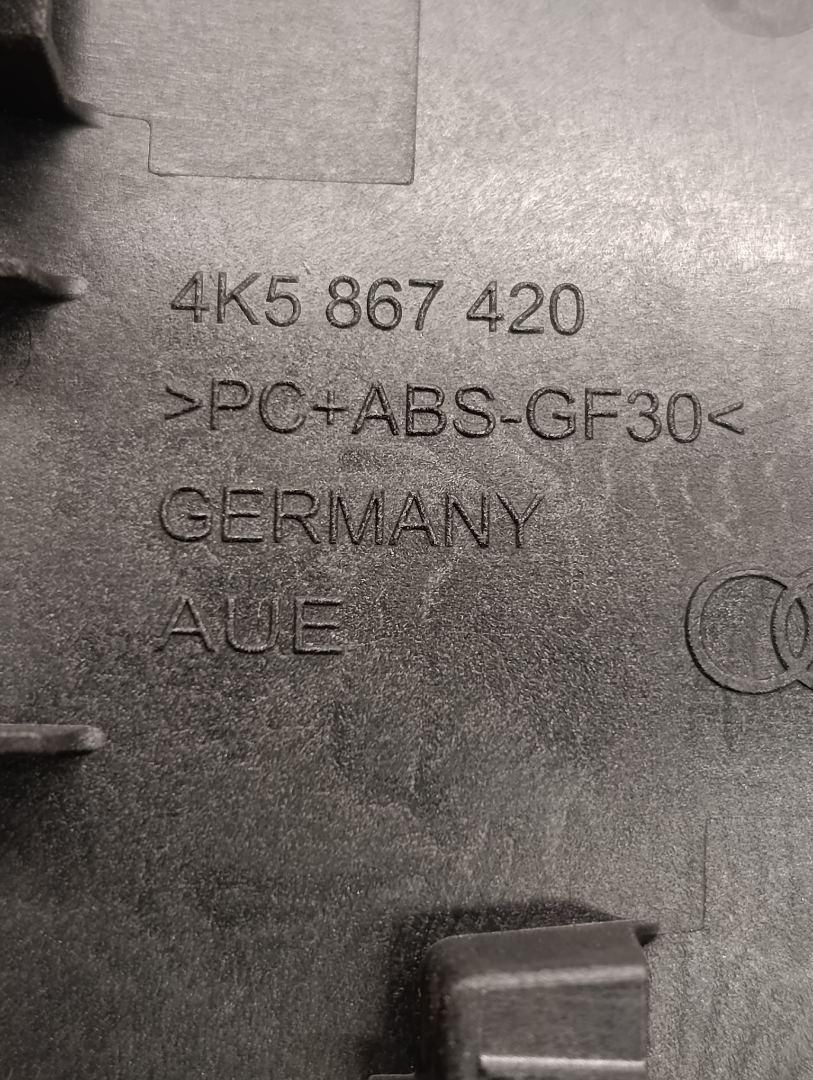 4K5 867 420
>PC+ABS-GF30<
GERMANY
AUE